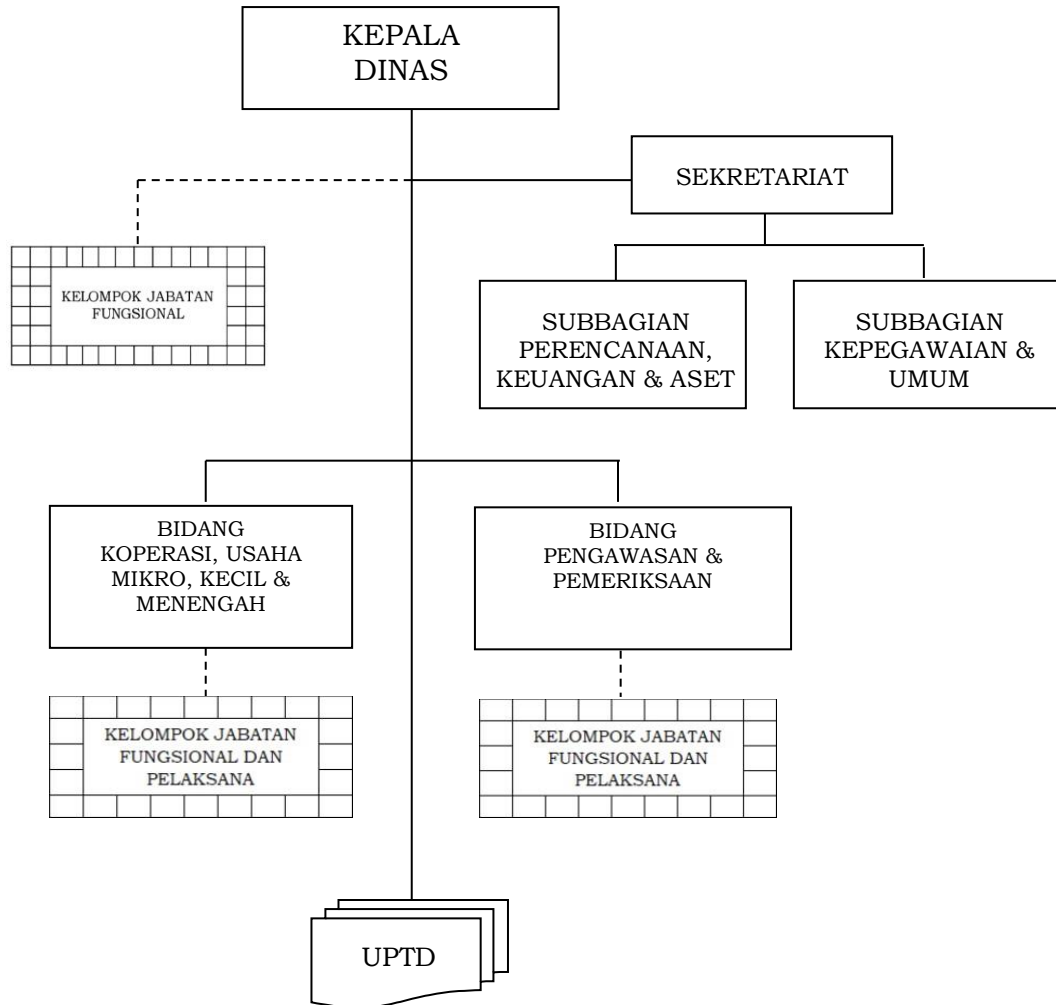 KEPALA
DINAS
SEKRETARIAT
KELOMPOK JABATAN
FUNGSIONAL
SUBBAGIAN
PERENCANAAN,
KEUANGAN & ASET
SUBBAGIAN
KEPEGAWAIAN &
UMUM
BIDANG
KOPERASI, USAHA
MIKRO, KECIL &
MENENGAH
BIDANG
PENGAWASAN &
PEMERIKSAAN
KELOMPOK JABATAN
FUNGSIONAL DAN
PELAKSANA
KELOMPOK JABATAN
FUNGSIONAL DAN
PELAKSANA
UPTD